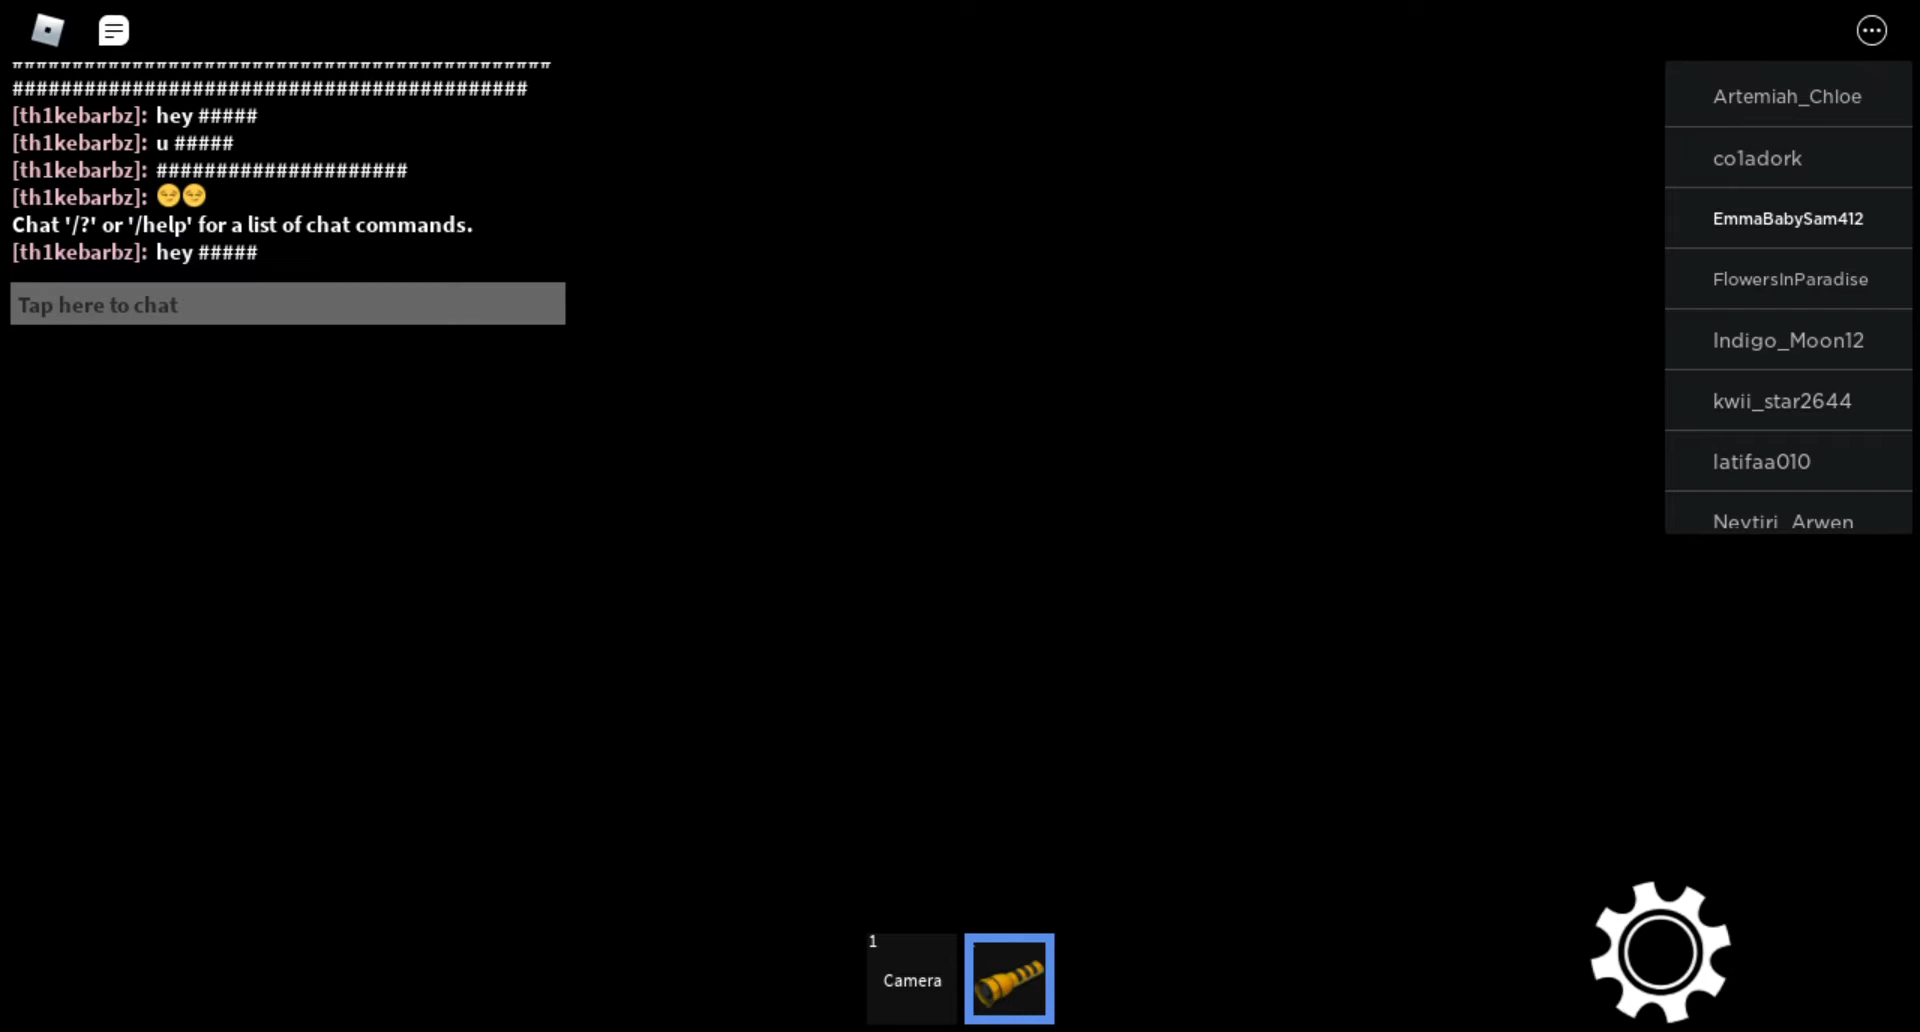 ###########################################
[th1kebarbz]: hey #####
[th1kebarbz]: u #####
[th1kebarbz]: #####################
[th1kebarbz]: 😏😏
Chat '/?' or '/help' for a list of chat commands.
[th1kebarbz]: hey #####
Tap here to chat
Artemiah_Chloe
co1adork
EmmaBabySam412
FlowersInParadise
Indigo_Moon12
kwii_star2644
latifaa010
Neytiri_Arwen
1
Camera